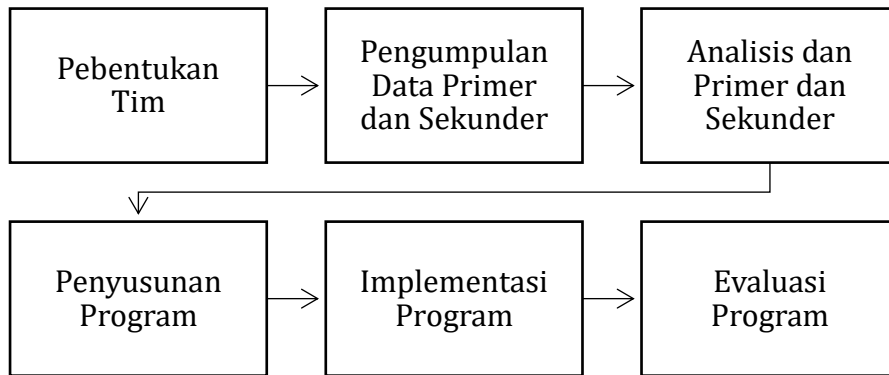 Pebentukan
Tim
Pengumpulan
Data Primer
dan Sekunder
Analisis dan
Primer dan
Sekunder
Penyusunan
Program
Implementasi
Program
Evaluasi
Program